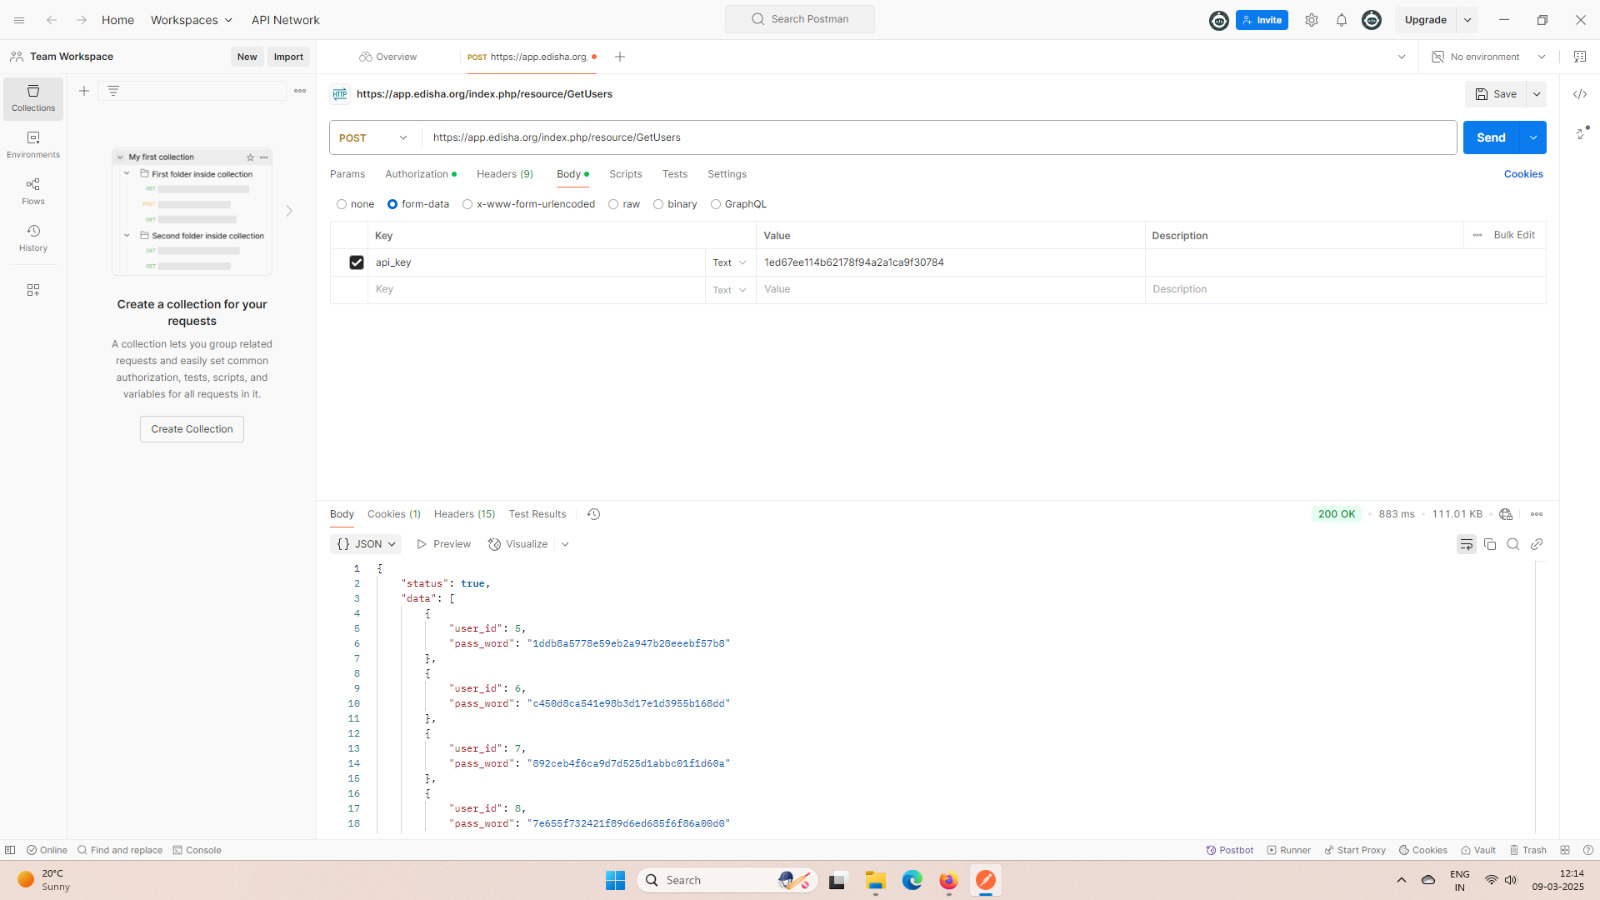 Home Workspaces API Network Search Postman Invite Upgrade
Team Workspace New Import Overview POST https://app.edisha.org. No environment
Collections
Environments
Flows
History
My first collection
First folder inside collection
GET
POST
GET
Second folder inside collection
GET
GET
Create a collection for your
requests
A collection lets you group related
requests and easily set common
authorization, tests, scripts, and
variables for all requests in it.
Create Collection
HTTP https://app.edisha.org/index.php/resource/GetUsers Save
POST https://app.edisha.org/index.php/resource/GetUsers Send
Params Authorization Headers (9) Body Scripts Tests Settings Cookies
none form-data x-www-form-urlencoded raw binary GraphQL
Key Value Description Bulk Edit
api_key Text 1ed67ee114b62178f94a2a1ca9f30784
Key Text Value Description
Body Cookies (1) Headers (15) Test Results 200 OK 883 ms 111.01 KB
{} JSON Preview Visualize
1 {
2 "status": true,
3 "data": [
4 {
5 "user_id": 5,
6 "pass_word": "1ddb8a5778e59eb2a947b28eeebf57b8"
7 },
8 {
9 "user_id": 6,
10 "pass_word": "c450d8ca541e98b3d17e1d3955b168dd"
11 },
12 {
13 "user_id": 7,
14 "pass_word": "892ceb4f6ca9d7d525d1abbc01f1d60a"
15 },
16 {
17 "user_id": 8,
18 "pass_word": "7e655f732421f89d6ed685f6f86a00d0"
Online Find and replace Console Postbot Runner Start Proxy Cookies Vault Trash
20°C
Sunny
Search
ENG
IN
12:14
09-03-2025